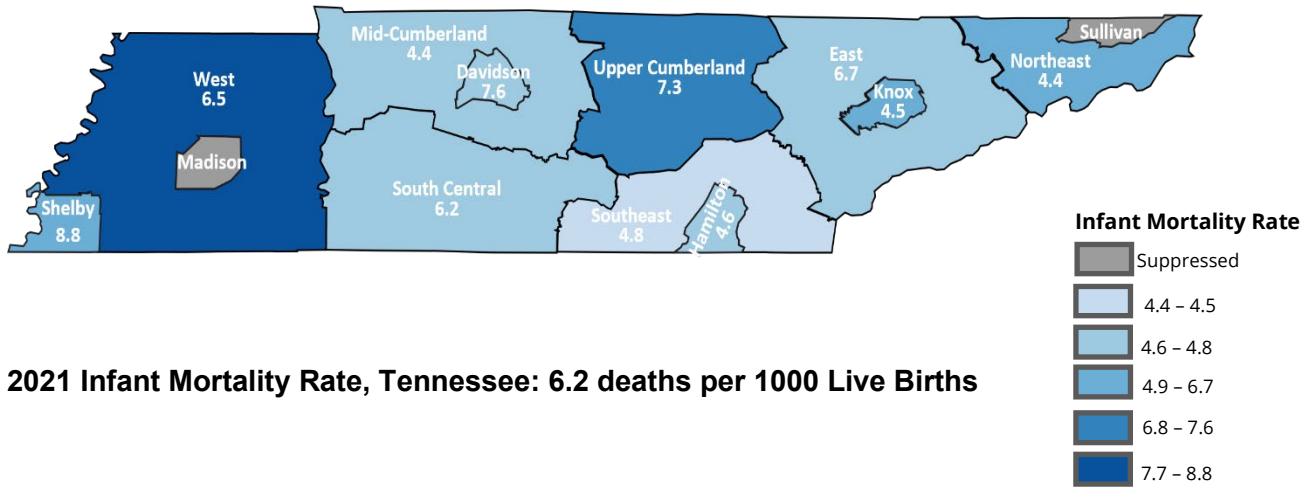 Mid-Cumberland
4.4
Davidson
7.6
West
6.5
Madison
Shelby
8.8
South Central
6.2
Upper Cumberland
7.3
Southeast
4.8
Hamilton
4.6
East
6.7
Knox
4.5
Northeast
4.4
Sullivan
Infant Mortality Rate
Suppressed
4.4 – 4.5
4.6 – 4.8
4.9 – 6.7
6.8 – 7.6
7.7 – 8.8
2021 Infant Mortality Rate, Tennessee: 6.2 deaths per 1000 Live Births